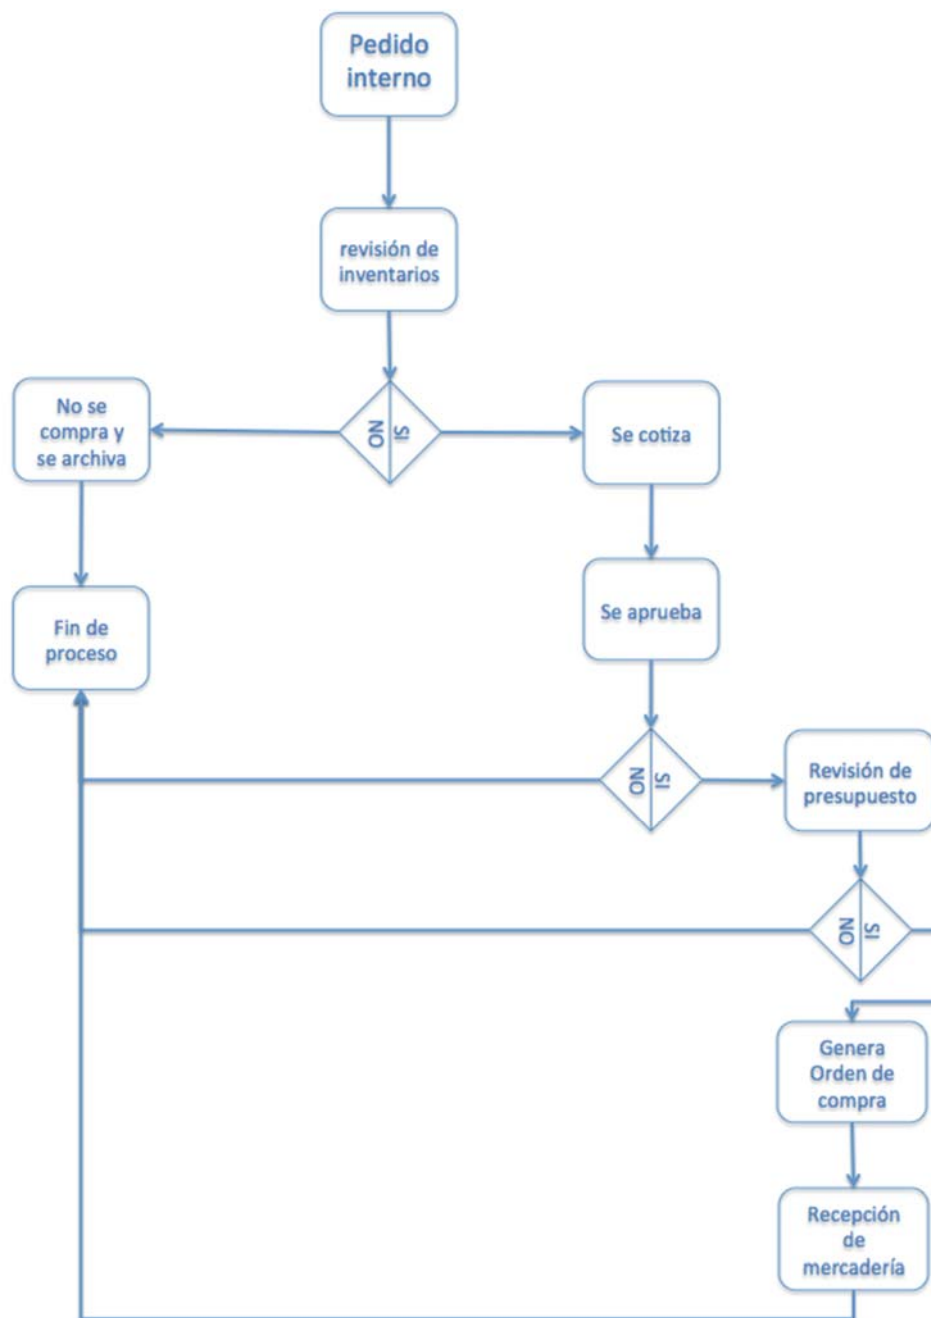 Pedido
interno
revisión de
inventarios
No se
compra y
se archiva
NO
SI
Se cotiza
Fin de
proceso
Se aprueba
NO
SI
Revisión de
presupuesto
NO
SI
Genera
Orden de
compra
Recepción
de
mercadería